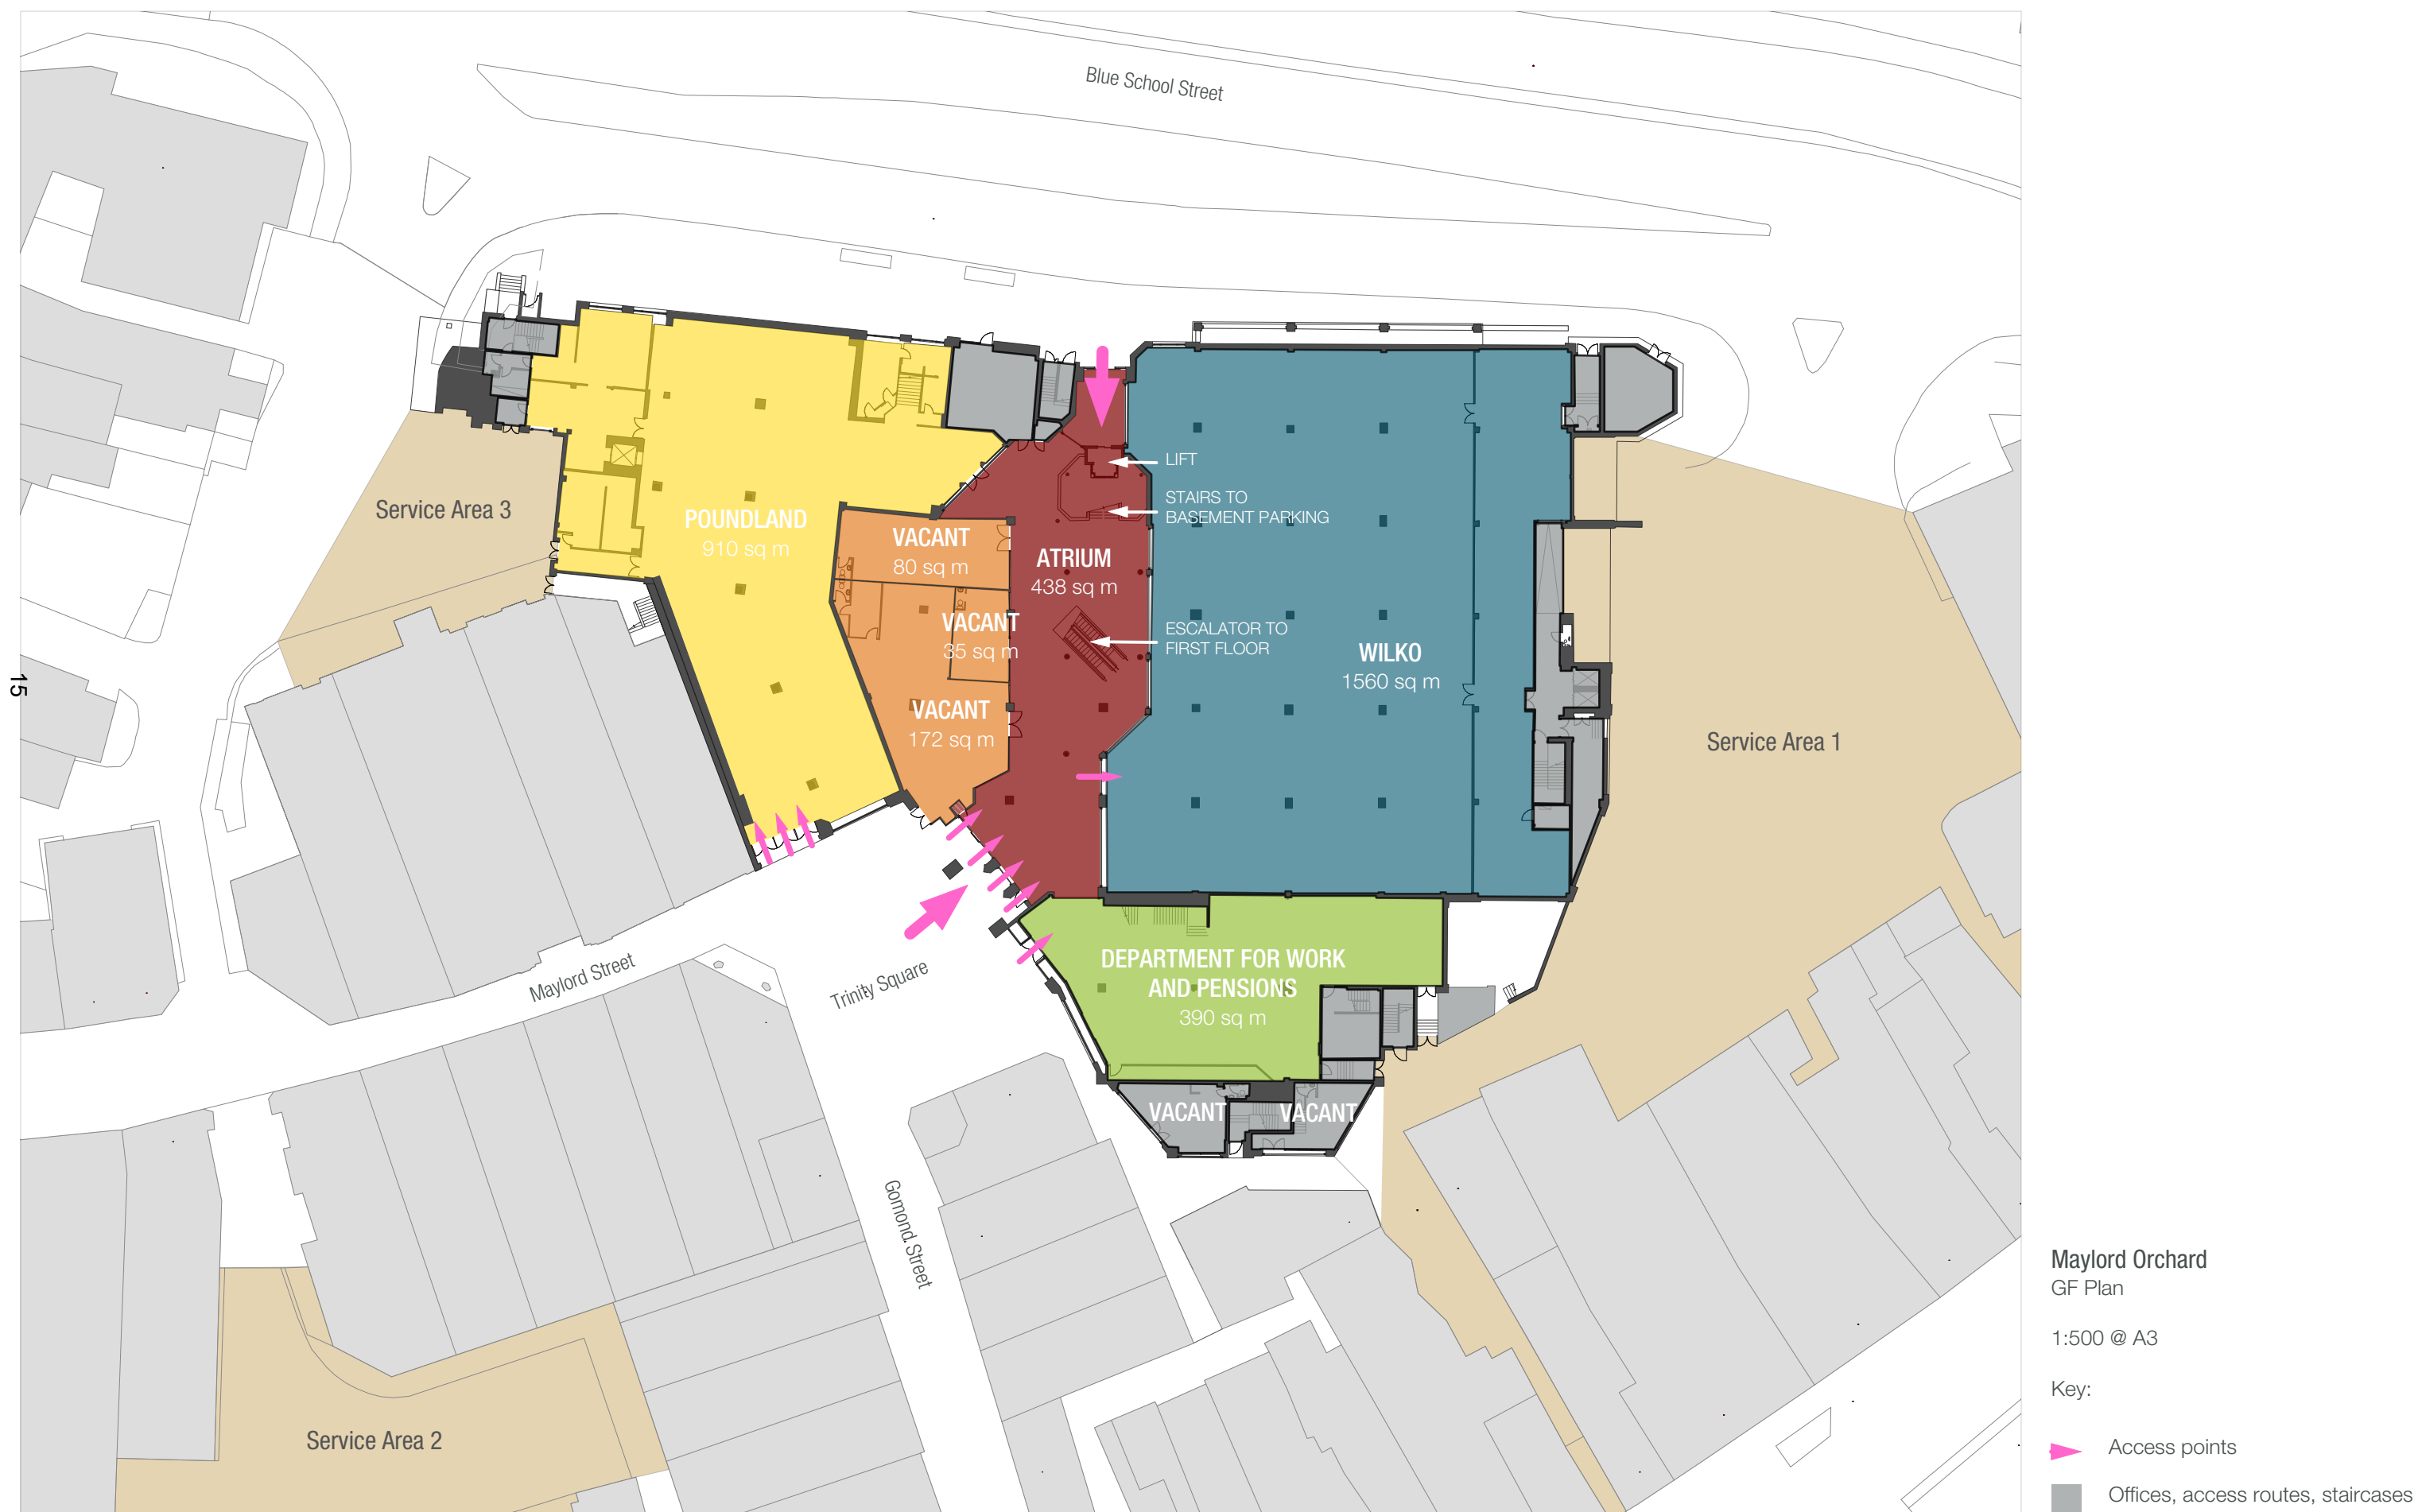 Blue School Street
LIFT
STAIRS TO
BASEMENT PARKING
Service Area 3
POUNDLAND
910 sq m
VACANT
80 sq m
ATRIUM
438 sq m
VACANT
35 sq m
ESCALATOR TO
FIRST FLOOR
WILKO
1560 sq m
15
VACANT
172 sq m
Service Area 1
Maylord Street
Trinity Square
DEPARTMENT FOR WORK
AND PENSIONS
390 sq m
VACANT
VACANT
Gomond Street
Service Area 2
Maylord Orchard
GF Plan
1:500 @ A3
Key:
Access points
Offices, access routes, staircases